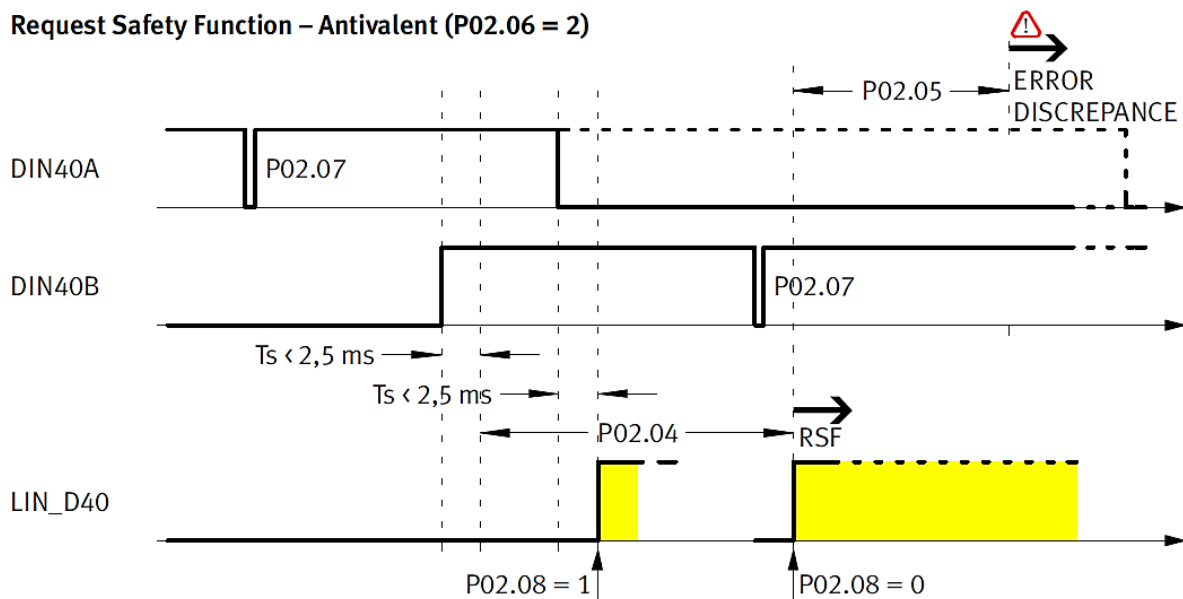 Request Safety Function – Antivalent (P02.06 = 2)
P02.05
ERROR
DISCREPANCE
DIN40A
P02.07
DIN40B
P02.07
Ts < 2,5 ms
Ts < 2,5 ms
P02.04
RSF
LIN_D40
P02.08 = 1
P02.08 = 0